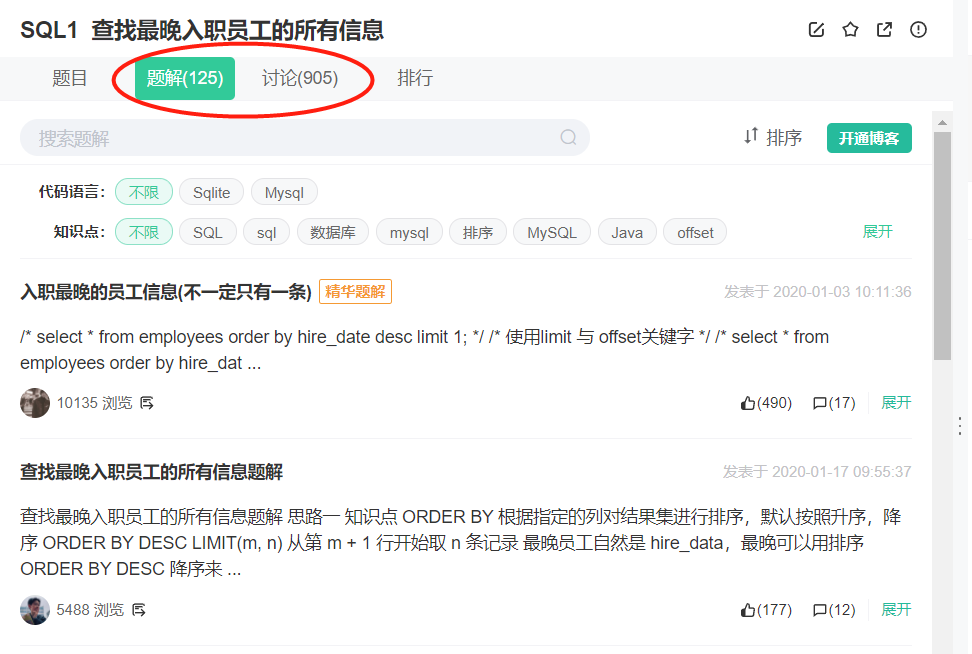 SQL1 查找最晚入职员工的所有信息
题目 题解(125) 讨论(905) 排行
搜索题解 排序 开通博客
代码语言： 不限 Sqlite Mysql
知识点： 不限 SQL sql 数据库 mysql 排序 MySQL Java offset 展开
入职最晚的员工信息(不一定只有一条) 精华题解 发表于 2020-01-03 10:11:36
/* select * from employees order by hire_date desc limit 1; */ /* 使用limit 与 offset关键字 */ /* select * from
employees order by hire_dat ...
10135 浏览 (490) (17) 展开
查找最晚入职员工的所有信息题解 发表于 2020-01-17 09:55:37
查找最晚入职员工的所有信息题解 思路一 知识点 ORDER BY 根据指定的列对结果集进行排序，默认按照升序，降
序 ORDER BY DESC LIMIT(m, n) 从第 m + 1 行开始取 n 条记录 最晚员工自然是 hire_data，最晚可以用排序
ORDER BY DESC 降序来 ...
5488 浏览 (177) (12) 展开